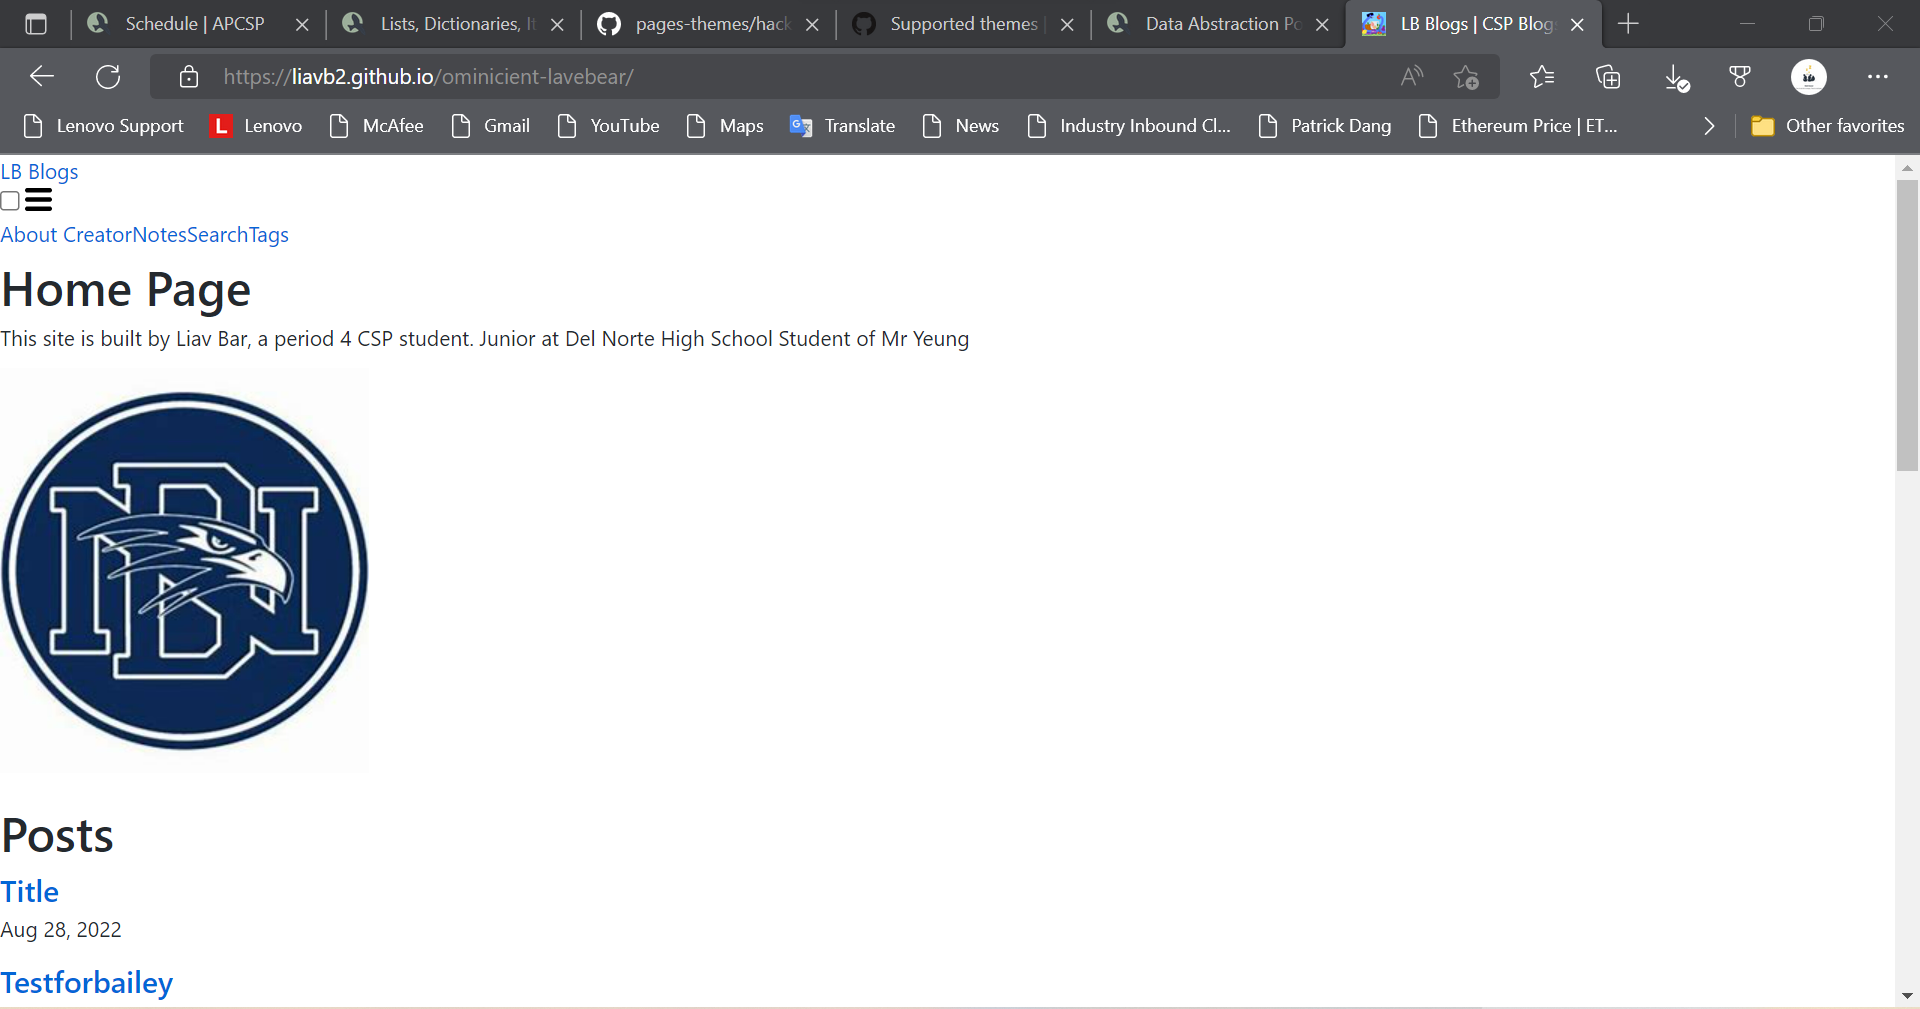 Schedule | APCSP
Lists, Dictionaries, It
pages-themes/hack
Supported themes |
Data Abstraction Po
LB Blogs | CSP Blog
https://liavb2.github.io/ominicient-lavebear/
Lenovo Support
L Lenovo
McAfee
Gmail
YouTube
Maps
Translate
News
Industry Inbound Cl...
Patrick Dang
Ethereum Price | ET...
Other favorites
LB Blogs
About CreatorNotesSearchTags
Home Page
This site is built by Liav Bar, a period 4 CSP student. Junior at Del Norte High School Student of Mr Yeung
DN
Posts
Title
Aug 28, 2022
Testforbailey